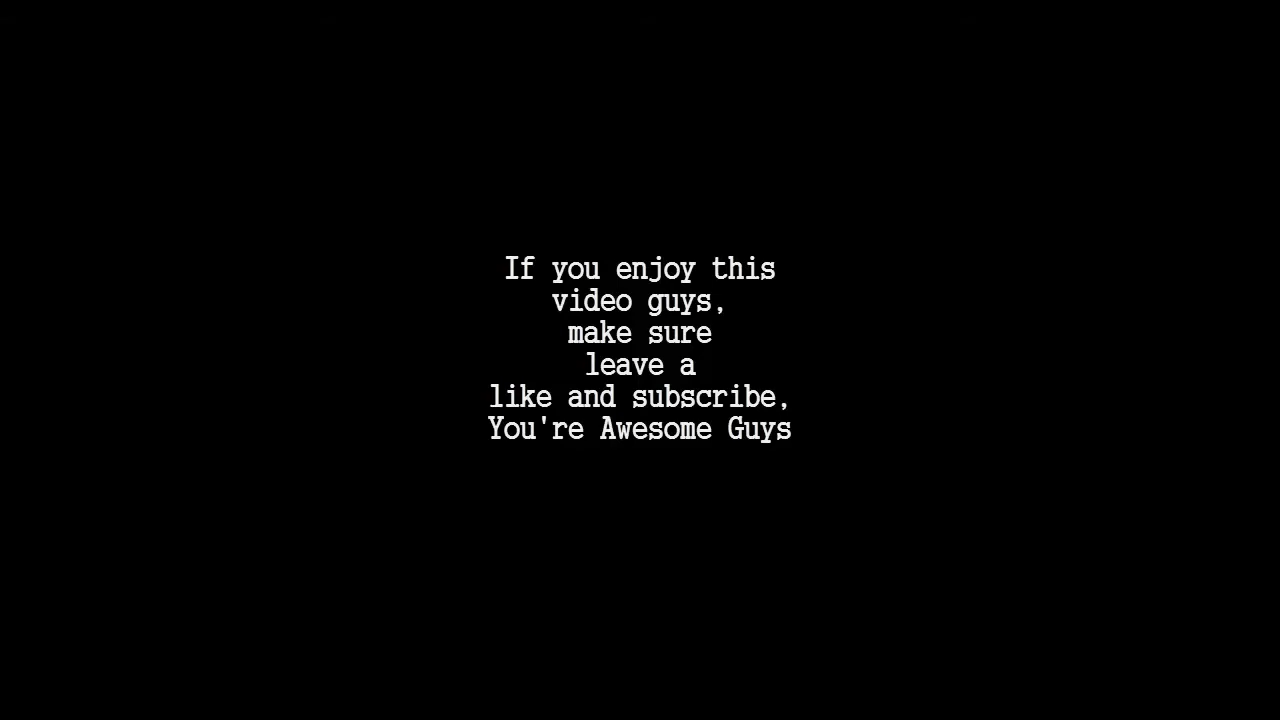 If you enjoy this
video guys,
make sure
leave a
like and subscribe,
You're Awesome Guys